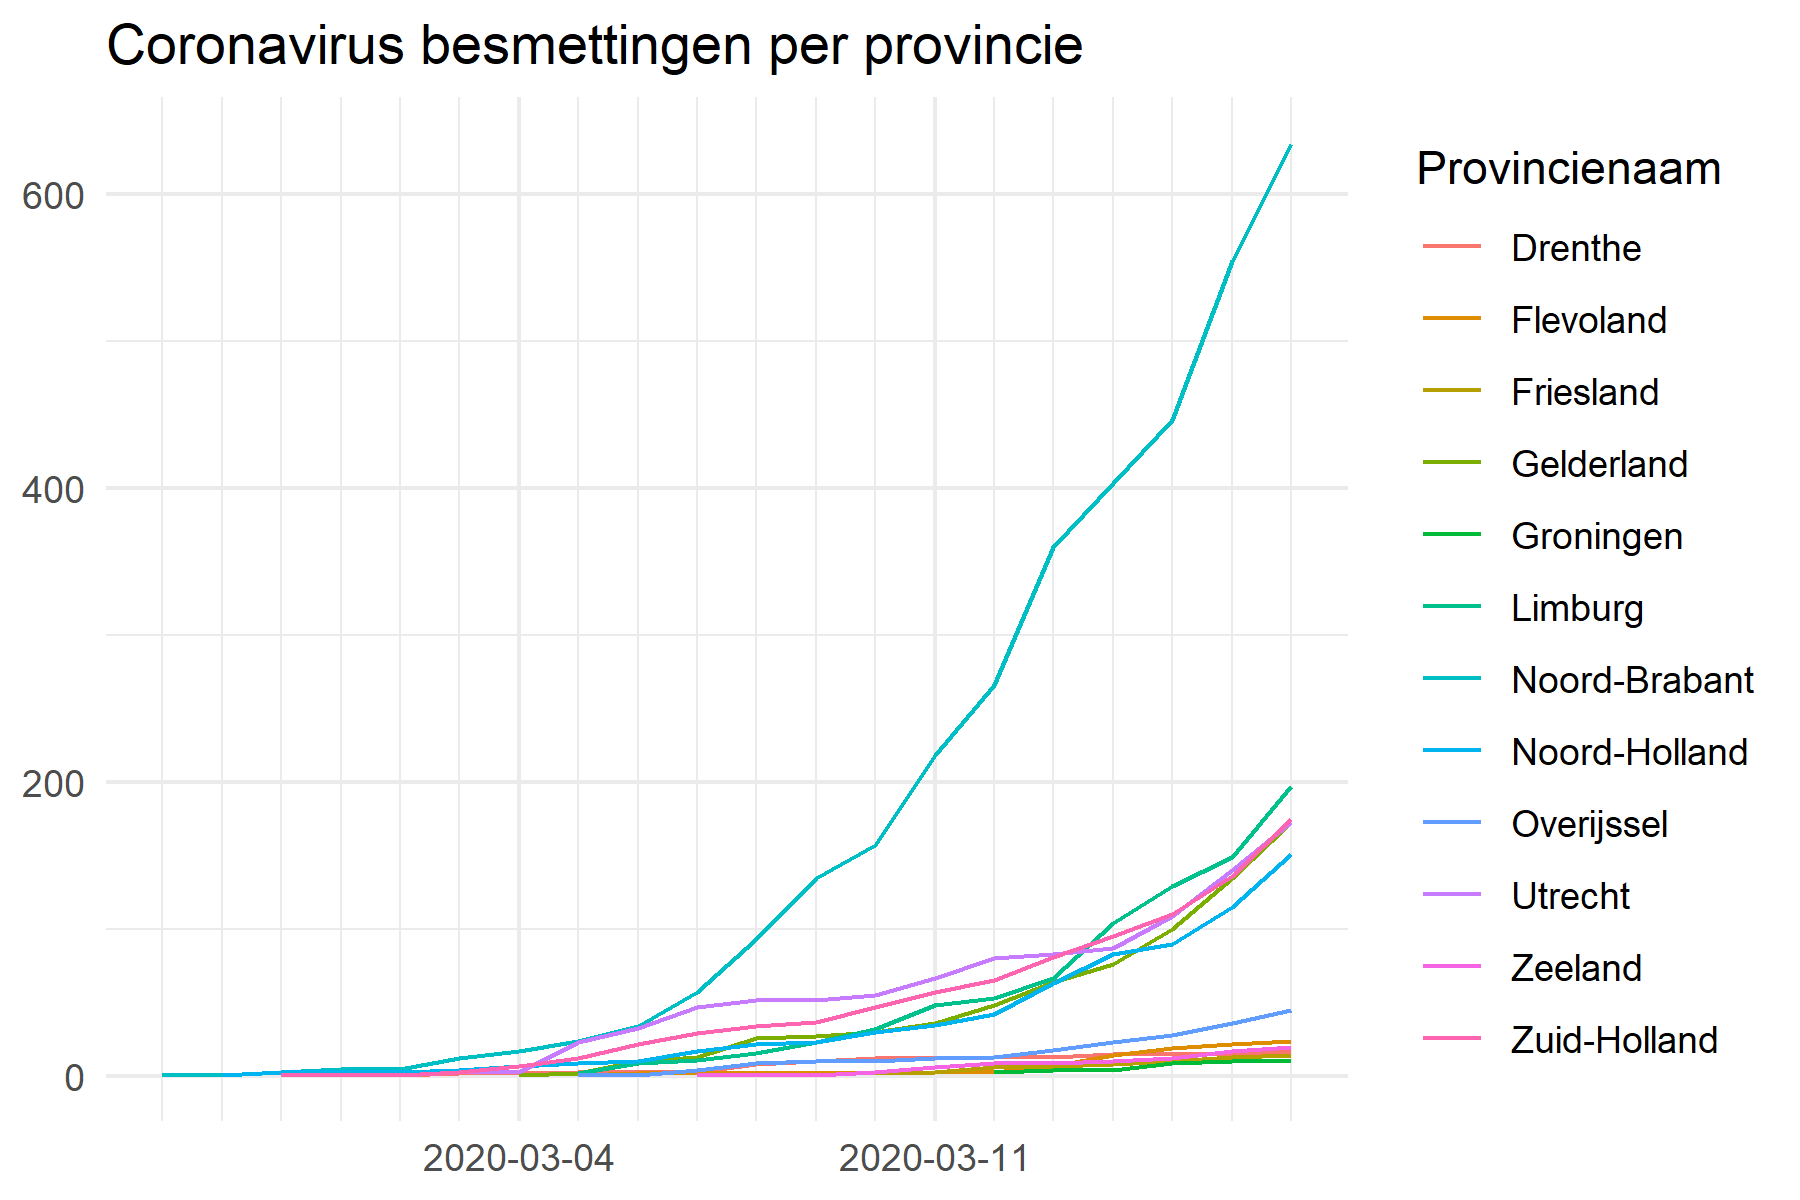 Coronavirus besmettingen per provincie
600
400
200
0
2020-03-04
2020-03-11
Provincienaam
Drenthe
Flevoland
Friesland
Gelderland
Groningen
Limburg
Noord-Brabant
Noord-Holland
Overijssel
Utrecht
Zeeland
Zuid-Holland